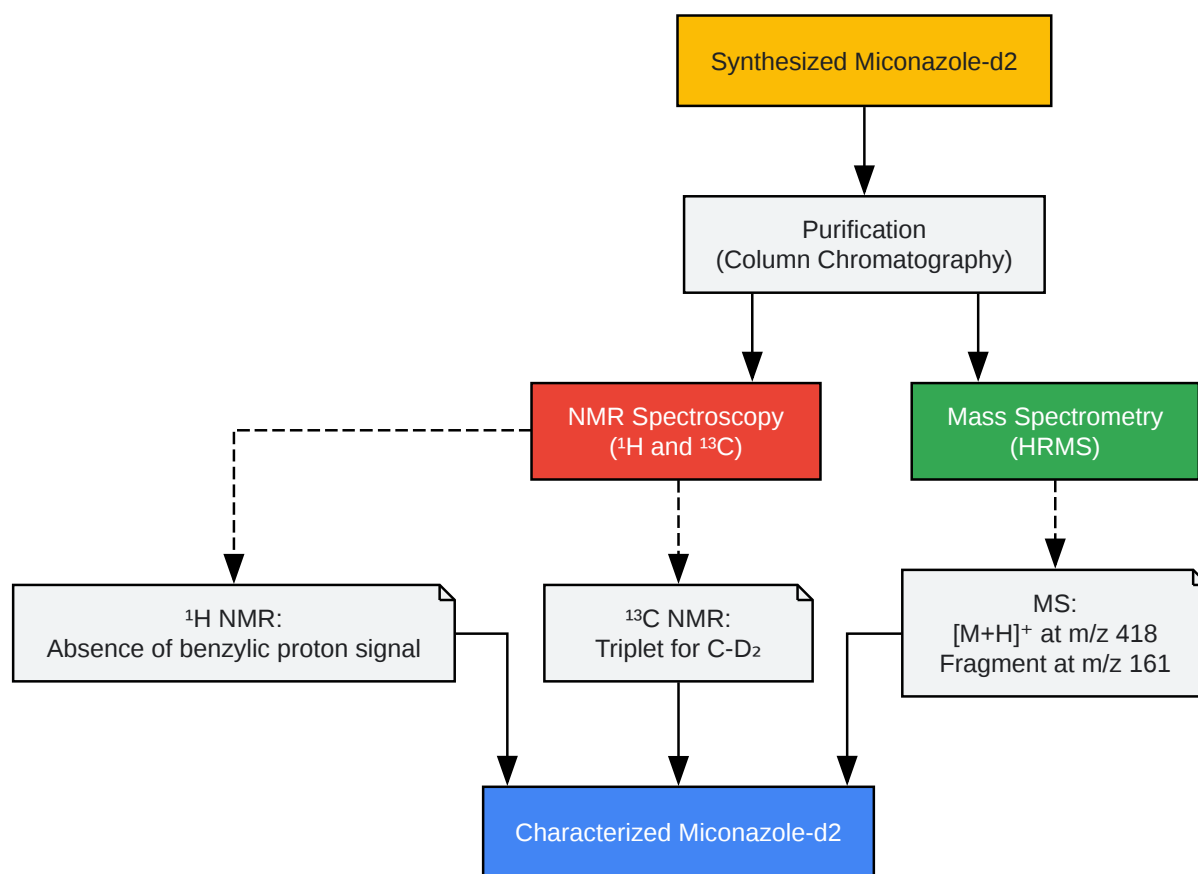 Synthesized Miconazole-d2
Purification
(Column Chromatography)
NMR Spectroscopy
(¹H and ¹³C)
Mass Spectrometry
(HRMS)
¹H NMR:
Absence of benzylic proton signal
¹³C NMR:
Triplet for C-D₂
MS:
[M+H]⁺ at m/z 418
Fragment at m/z 161
Characterized Miconazole-d2